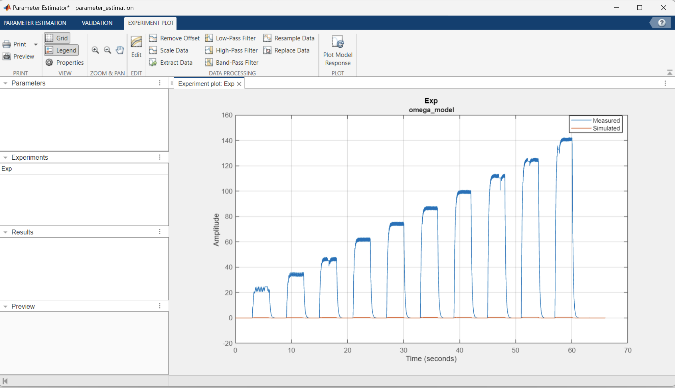 Parameter Estimator* - parameter_estimation
PARAMETER ESTIMATION VALIDATION EXPERIMENT PLOT
Print
Preview
PRINT
Grid
Legend
Properties
VIEW
ZOOM & PAN
Edit
EDIT
Remove Offset
Scale Data
Extract Data
Low-Pass Filter
High-Pass Filter
Band-Pass Filter
Resample Data
Replace Data
DATA PROCESSING
Plot Model
Response
PLOT
Parameters
Experiments
Exp
Results
Preview
Experiment plot: Exp
Exp
omega_model
Measured
Simulated
160
140
120
100
80
60
40
20
0
20
Amplitude
0 10 20 30 40 50 60 70
Time (seconds)